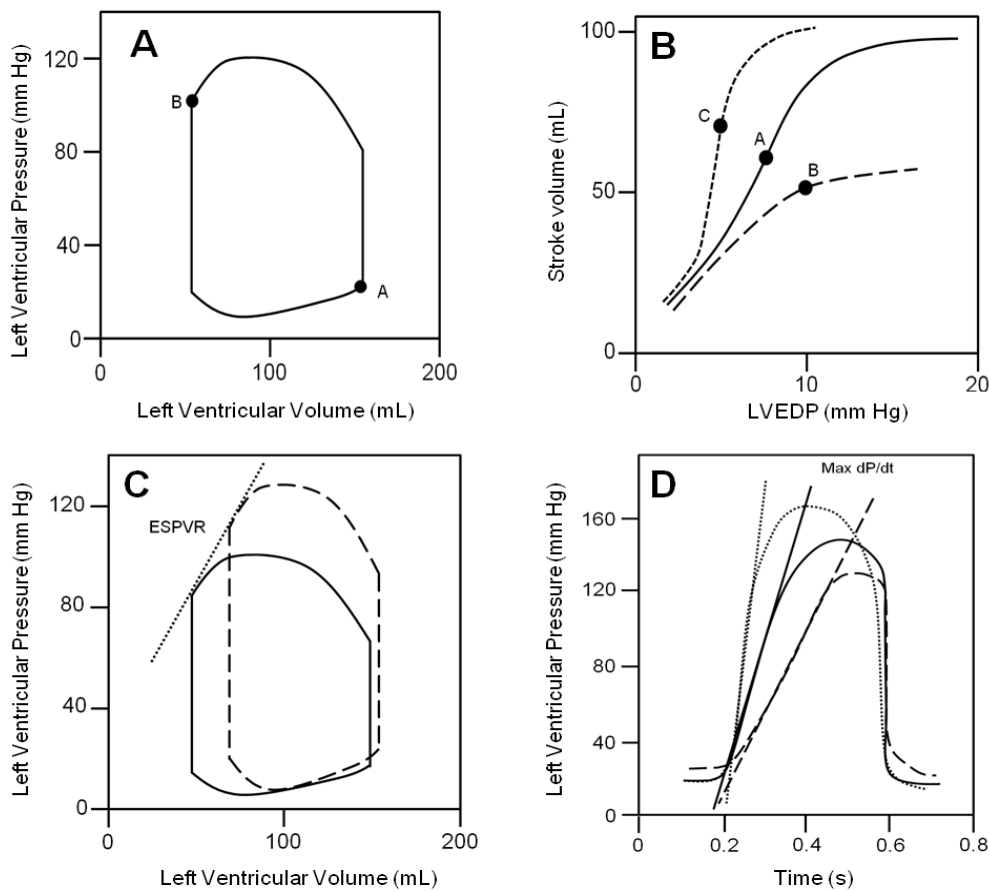 A
Left Ventricular Pressure (mm Hg)
120
80
40
0
B
A
0
100
200
Left Ventricular Volume (mL)
B
Stroke volume (mL)
100
50
0
C
A
B
0
10
20
LVEDP (mm Hg)
C
Left Ventricular Pressure (mm Hg)
120
80
40
0
ESPVR
0
100
200
Left Ventricular Volume (mL)
D
Max dP/dt
Left Ventricular Pressure (mm Hg)
160
120
80
40
0
0
0.2
0.4
0.6
0.8
Time (s)